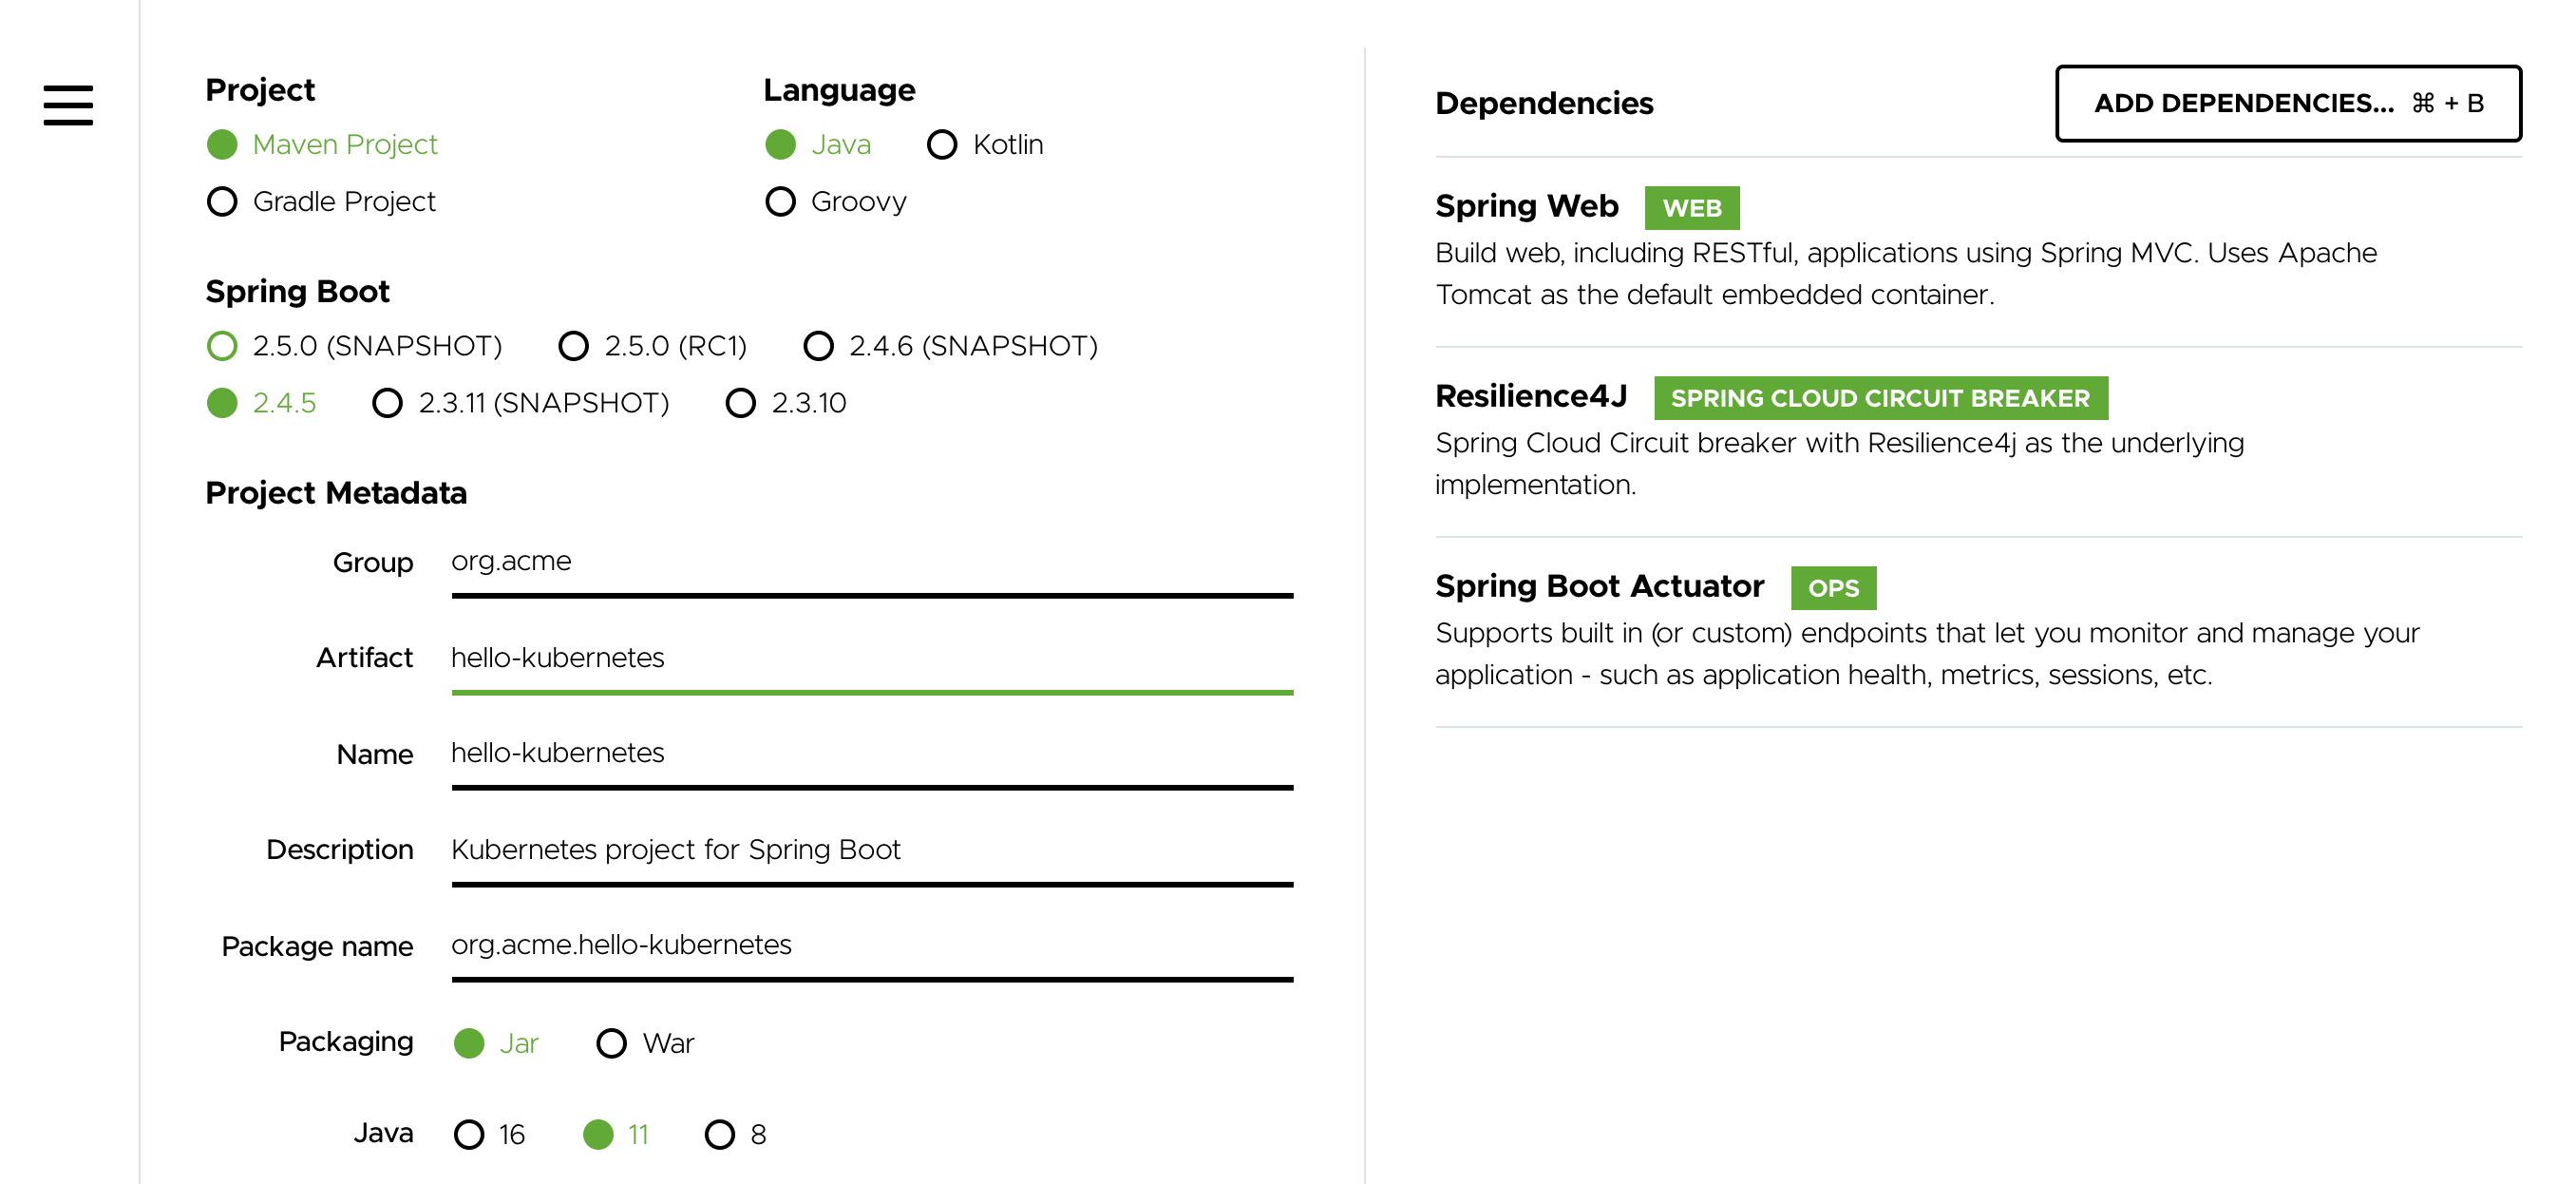 Project
Maven Project
Gradle Project
Language
Java Kotlin
Groovy
Spring Boot
2.5.0 (SNAPSHOT) 2.5.0 (RC1) 2.4.6 (SNAPSHOT)
2.4.5 2.3.11 (SNAPSHOT) 2.3.10
Project Metadata
Group org.acme
Artifact hello-kubernetes
Name hello-kubernetes
Description Kubernetes project for Spring Boot
Package name org.acme.hello-kubernetes
Packaging Jar War
Java 16 11 8
Dependencies ADD DEPENDENCIES... ⌘ + B
Spring Web WEB
Build web, including RESTful, applications using Spring MVC. Uses Apache
Tomcat as the default embedded container.
Resilience4J SPRING CLOUD CIRCUIT BREAKER
Spring Cloud Circuit breaker with Resilience4j as the underlying
implementation.
Spring Boot Actuator OPS
Supports built in (or custom) endpoints that let you monitor and manage your
application - such as application health, metrics, sessions, etc.